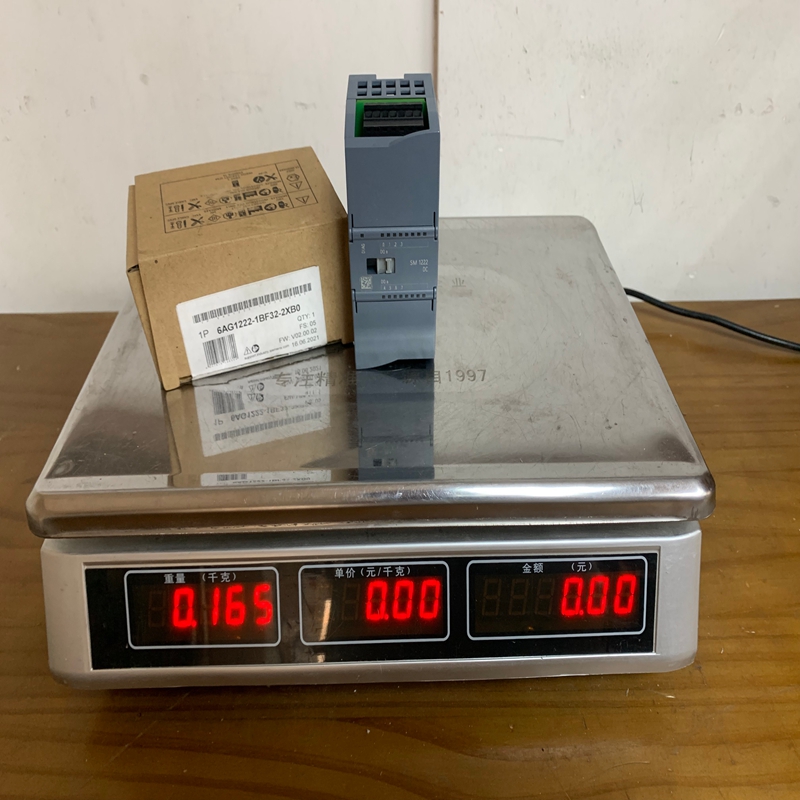 1P 6AG1222-1BF32-2XB0
QTY: 1
FS: 05
FW: V02.00.02
16.06.2021
SM 1222
DC
专注精
1997
重量 （千克）
单价（元/千克）
金额 （元）
0.165
0.00
0.00